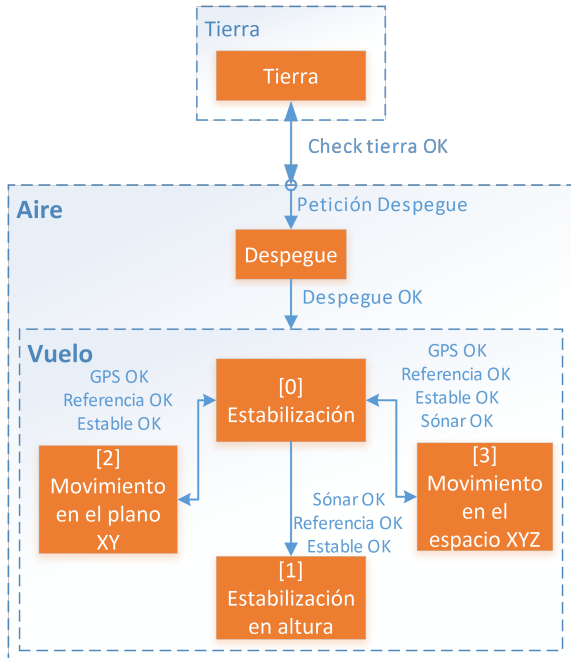 Tierra
Tierra
Check tierra OK
Aire
Petición Despegue
Despegue
Despegue OK
Vuelo
GPS OK
Referencia OK
Estable OK
[0]
Estabilización
GPS OK
Referencia OK
Estable OK
Sónar OK
[2]
Movimiento
en el plano
XY
[3]
Movimiento
en el
espacio XYZ
Sónar OK
Referencia OK
Estable OK
[1]
Estabilización
en altura